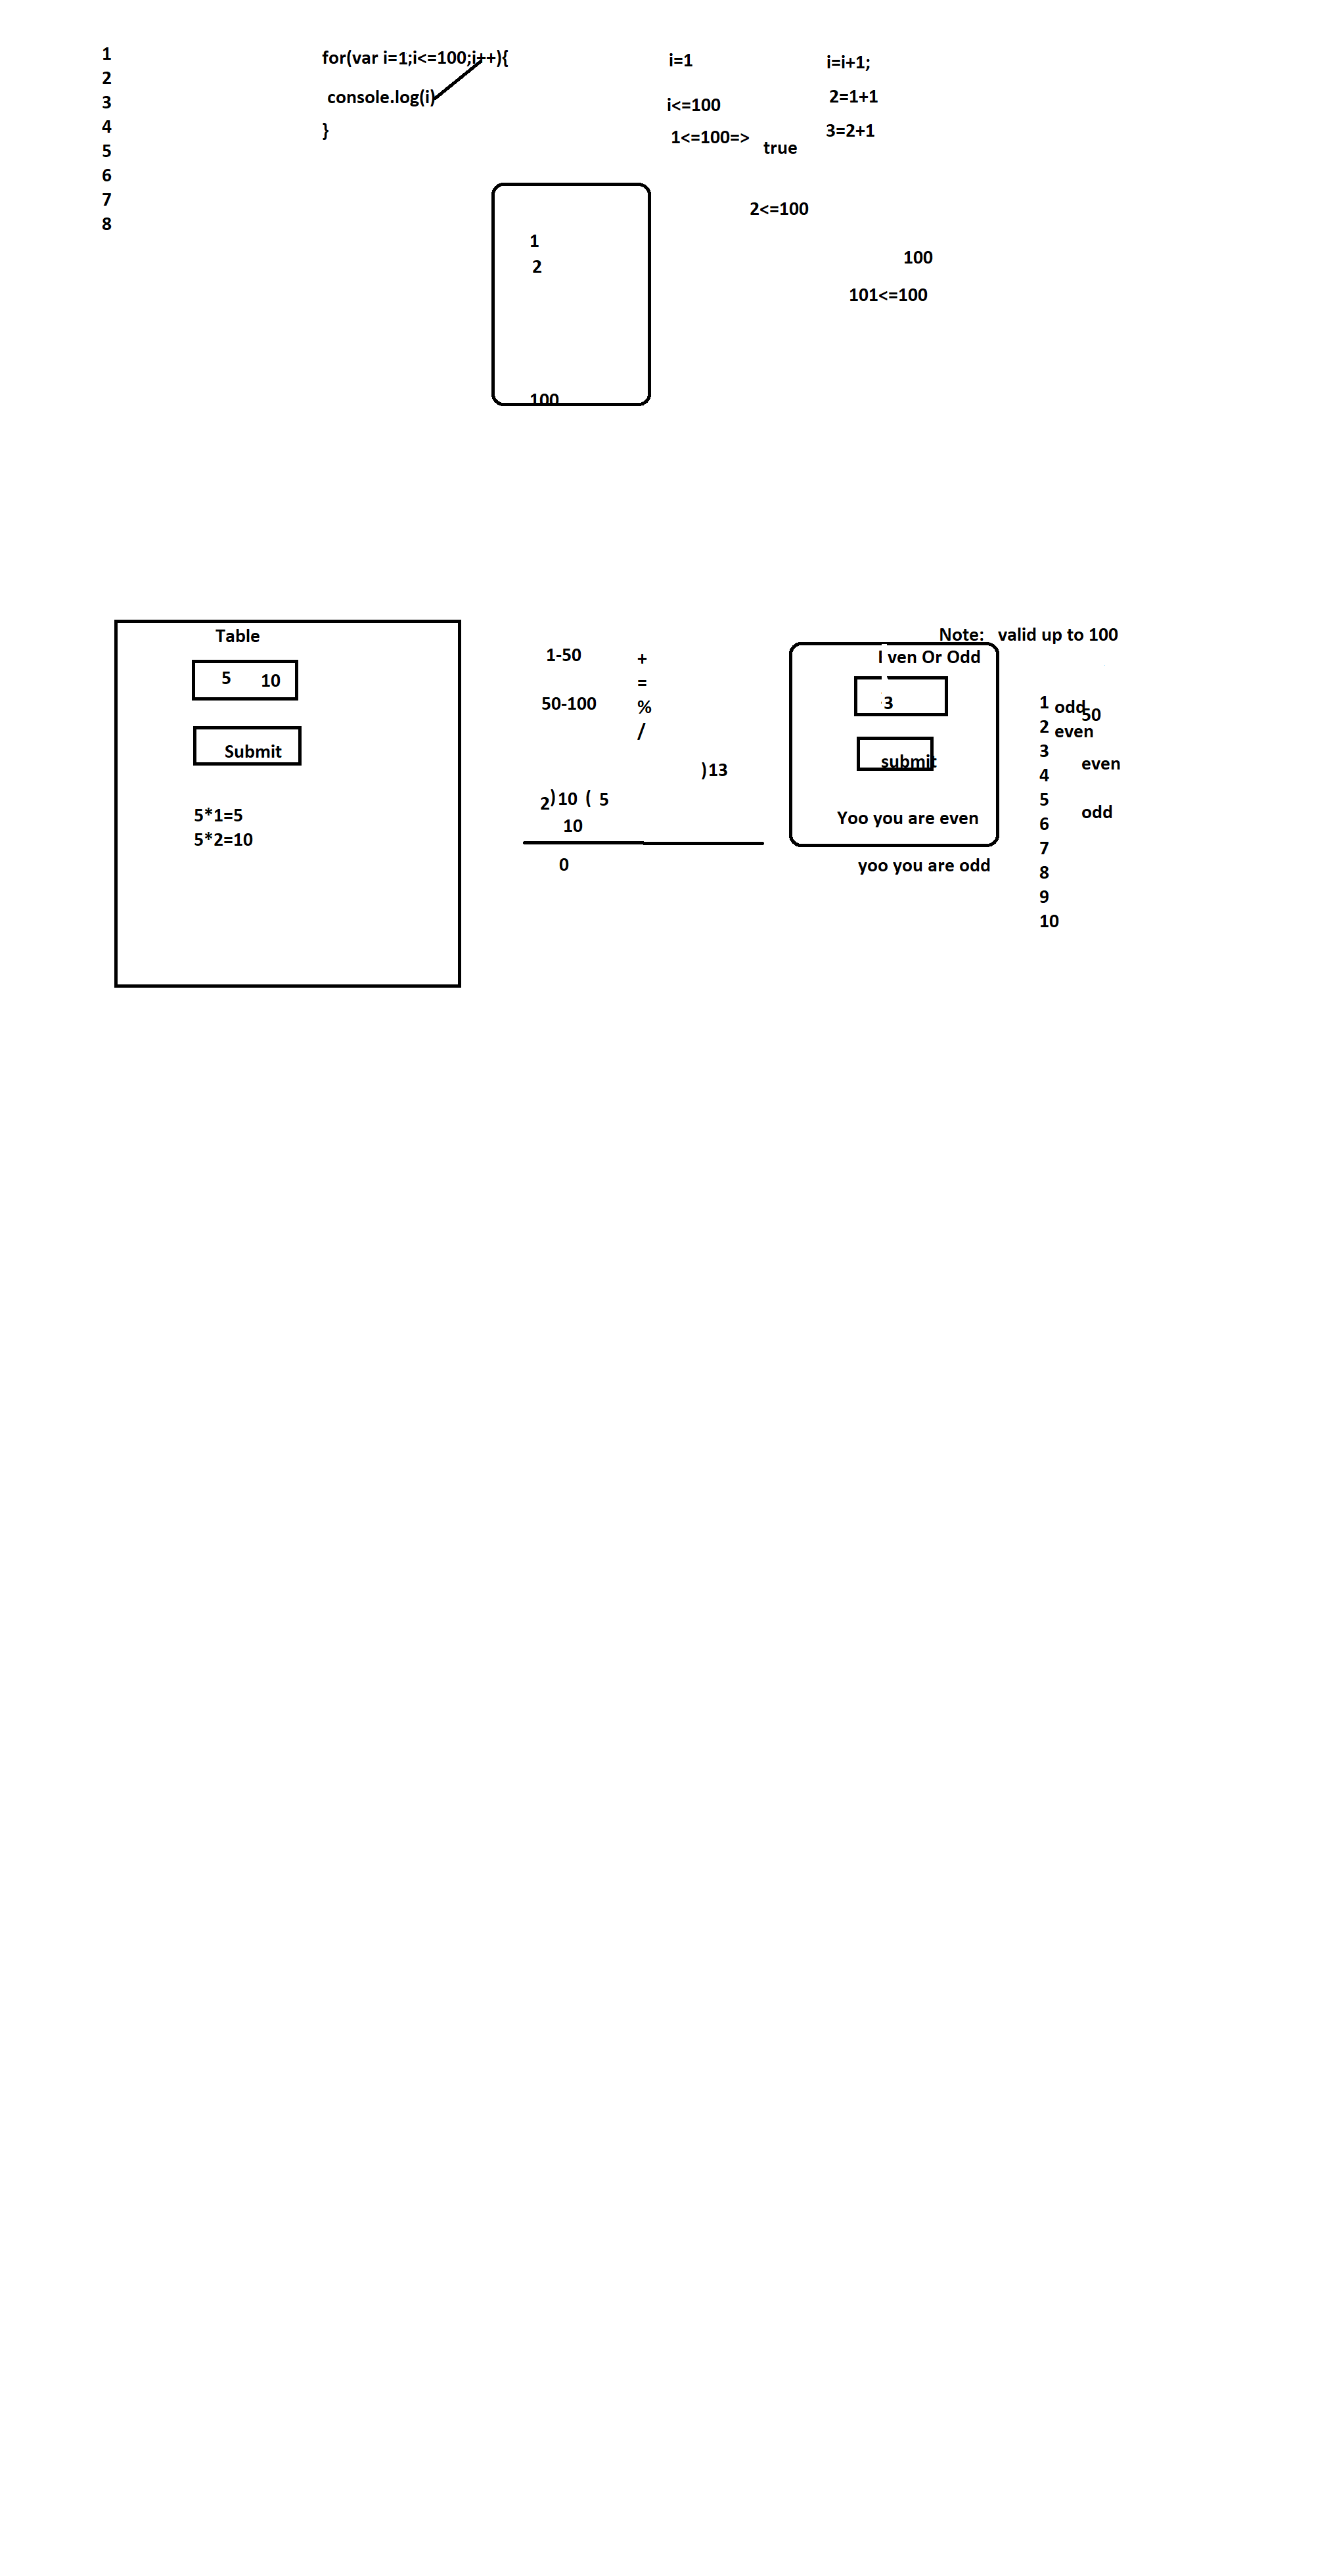 1
2
3
4
5
6
7
8
for(var i=1;i<=100;i++){
console.log(i)
}
i=1
i<=100
1<=100=>
true
i=i+1;
2=1+1
3=2+1
2<=100
100
101<=100
1
2
100
Table
5 10
Submit
5*1=5
5*2=10
1-50
50-100
+
=
%
/
)13
2)10 ( 5
10
0
Note: valid up to 100
I ven Or Odd
3
submit
Yoo you are even
yoo you are odd
1 odd
2 even
3
4
5
6
7
8
9
10
50
even
odd